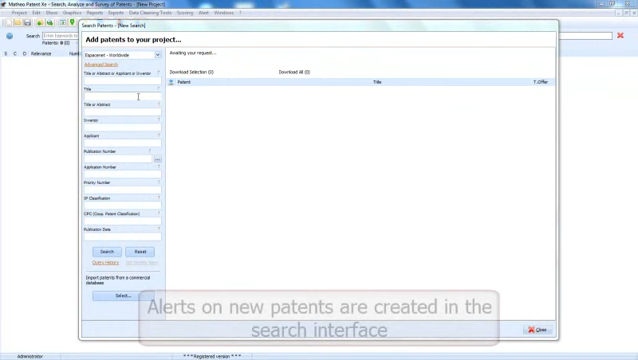 Matheo Patent Xe - Search, Analyze and Survey of Patents. [New Project]
Project Edit Show Graphics Reports Exports Data Cleaning Tools Scoring Alert Windows ?
Search
Patents: 0 (0)
S C D Relevance
Search Patents - [New Search]
Add patents to your project...
Espacenet - Worldwide
Advanced Search
Title or Abstract or Applicant or Inventor ?
Title ?
Title or Abstract ?
Inventor ?
Applicant ?
Publication Number ?
Application Number ?
Priority Number ?
IP Classification ?
CPC (Coop. Patent Classification) ?
Publication Date ?
Search Reset
Query History
Import patents from a commercial
database
Select...
Awaiting your request...
Download Selection (0) Download All (0)
Patent Title T.Offer
Close
Alerts on new patents are created in the
search interface
Administrator ***Registered version***